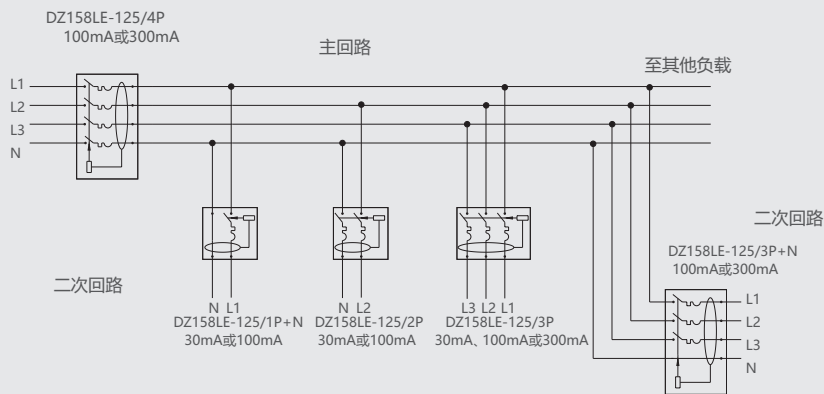 DZ158LE-125/4P
100mA或300mA
主回路
至其他负载
L1
L2
L3
N
二次回路
N L1
DZ158LE-125/1P+N
30mA或100mA
N L2
DZ158LE-125/2P
30mA或100mA
L3 L2 L1
DZ158LE-125/3P
30mA、100mA或300mA
二次回路
DZ158LE-125/3P+N
100mA或300mA
L1
L2
L3
N